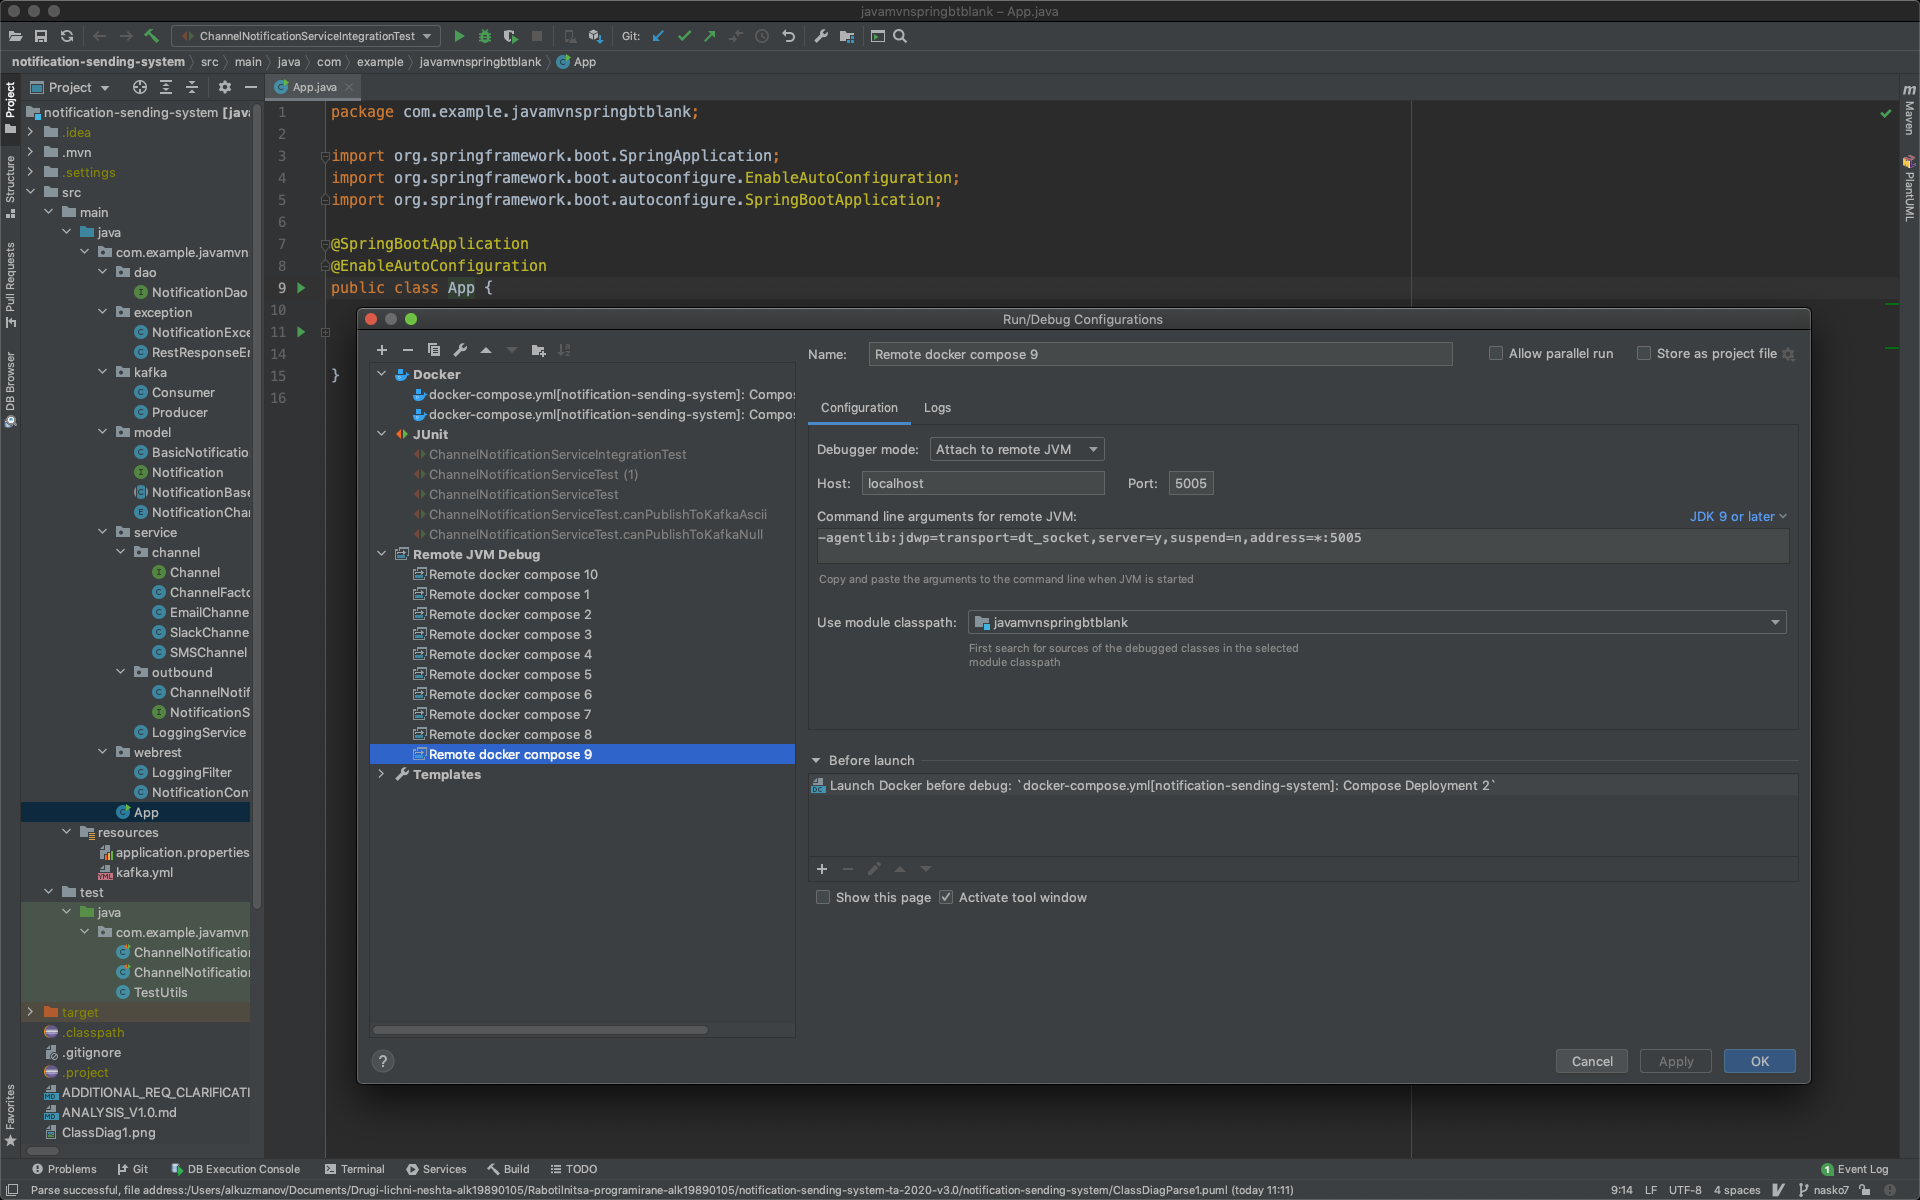 javamvnspringbtblank – App.java
ChannelNotificationServiceIntegrationTest
Git:
notification-sending-system
src
main
java
com
example
javamvnspringbtblank
App
Project
App.java
notification-sending-system [java
.idea
.mvn
.settings
src
main
java
com.example.javamvn
dao
NotificationDao
exception
NotificationExce
RestResponseEr
kafka
Consumer
Producer
model
BasicNotificatio
Notification
NotificationBase
NotificationChan
service
channel
Channel
ChannelFacto
EmailChanne
SlackChanne
SMSChannel
outbound
ChannelNotif
NotificationS
LoggingService
webrest
LoggingFilter
NotificationCon
App
resources
application.properties
kafka.yml
test
java
com.example.javamvn
ChannelNotification
ChannelNotification
TestUtils
target
.classpath
.gitignore
.project
ADDITIONAL_REQ_CLARIFICATI
ANALYSIS_V1.0.md
ClassDiag1.png
Project
Structure
Pull Requests
DB Browser
Favorites
Maven
PlantUML
1 package com.example.javamvnspringbtblank;
2
3 import org.springframework.boot.SpringApplication;
4 import org.springframework.boot.autoconfigure.EnableAutoConfiguration;
5 import org.springframework.boot.autoconfigure.SpringBootApplication;
6
7 @SpringBootApplication
8 @EnableAutoConfiguration
9 public class App {
10
11
14
15 }
16
Run/Debug Configurations
Docker
docker-compose.yml[notification-sending-system]: Compos
docker-compose.yml[notification-sending-system]: Compos
JUnit
ChannelNotificationServiceIntegrationTest
ChannelNotificationServiceTest (1)
ChannelNotificationServiceTest
ChannelNotificationServiceTest.canPublishToKafkaAscii
ChannelNotificationServiceTest.canPublishToKafkaNull
Remote JVM Debug
Remote docker compose 10
Remote docker compose 1
Remote docker compose 2
Remote docker compose 3
Remote docker compose 4
Remote docker compose 5
Remote docker compose 6
Remote docker compose 7
Remote docker compose 8
Remote docker compose 9
Templates
Name: Remote docker compose 9
Allow parallel run
Store as project file
Configuration
Logs
Debugger mode: Attach to remote JVM
Host: localhost
Port: 5005
Command line arguments for remote JVM:
JDK 9 or later
-agentlib:jdwp=transport=dt_socket,server=y,suspend=n,address=*:5005
Copy and paste the arguments to the command line when JVM is started
Use module classpath: javamvnspringbtblank
First search for sources of the debugged classes in the selected
module classpath
Before launch
Launch Docker before debug: `docker-compose.yml[notification-sending-system]: Compose Deployment 2`
Show this page
Activate tool window
?
Cancel
Apply
OK
Problems
Git
DB Execution Console
Terminal
Services
Build
TODO
1 Event Log
Parse successful, file address:/Users/alkuzmanov/Documents/Drugi-lichni-neshta-alk19890105/Rabotilnitsa-programirane-alk19890105/notification-sending-system-ta-2020-v3.0/notification-sending-system/ClassDiagParse1.puml (today 11:11)
9:14
LF
UTF-8
4 spaces
nasko7